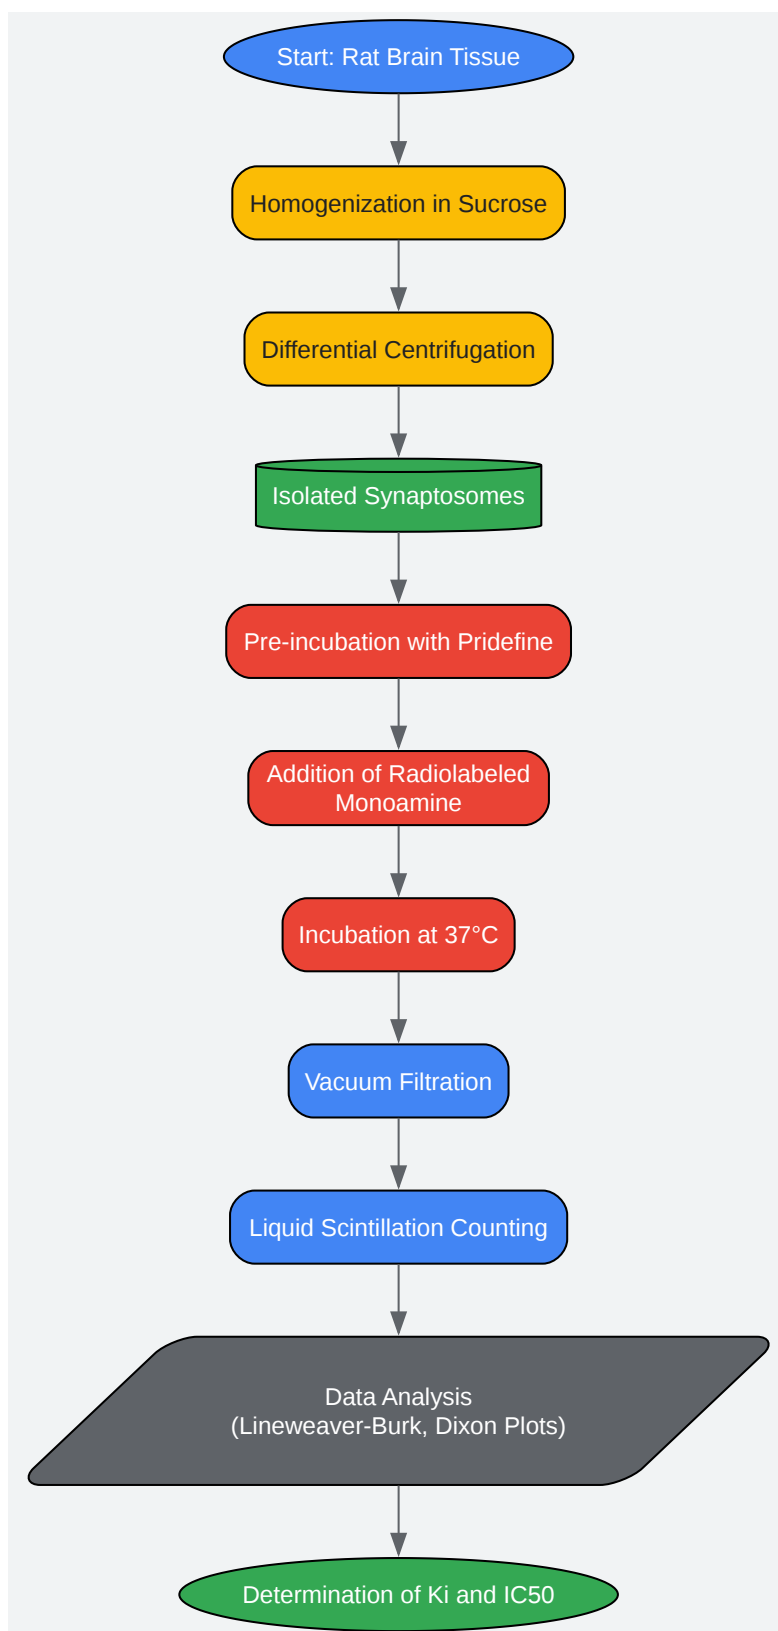 Start: Rat Brain Tissue
Homogenization in Sucrose
Differential Centrifugation
Isolated Synaptosomes
Pre-incubation with Pridefine
Addition of Radiolabeled
Monoamine
Incubation at 37°C
Vacuum Filtration
Liquid Scintillation Counting
Data Analysis
(Lineweaver-Burk, Dixon Plots)
Determination of Ki and IC50